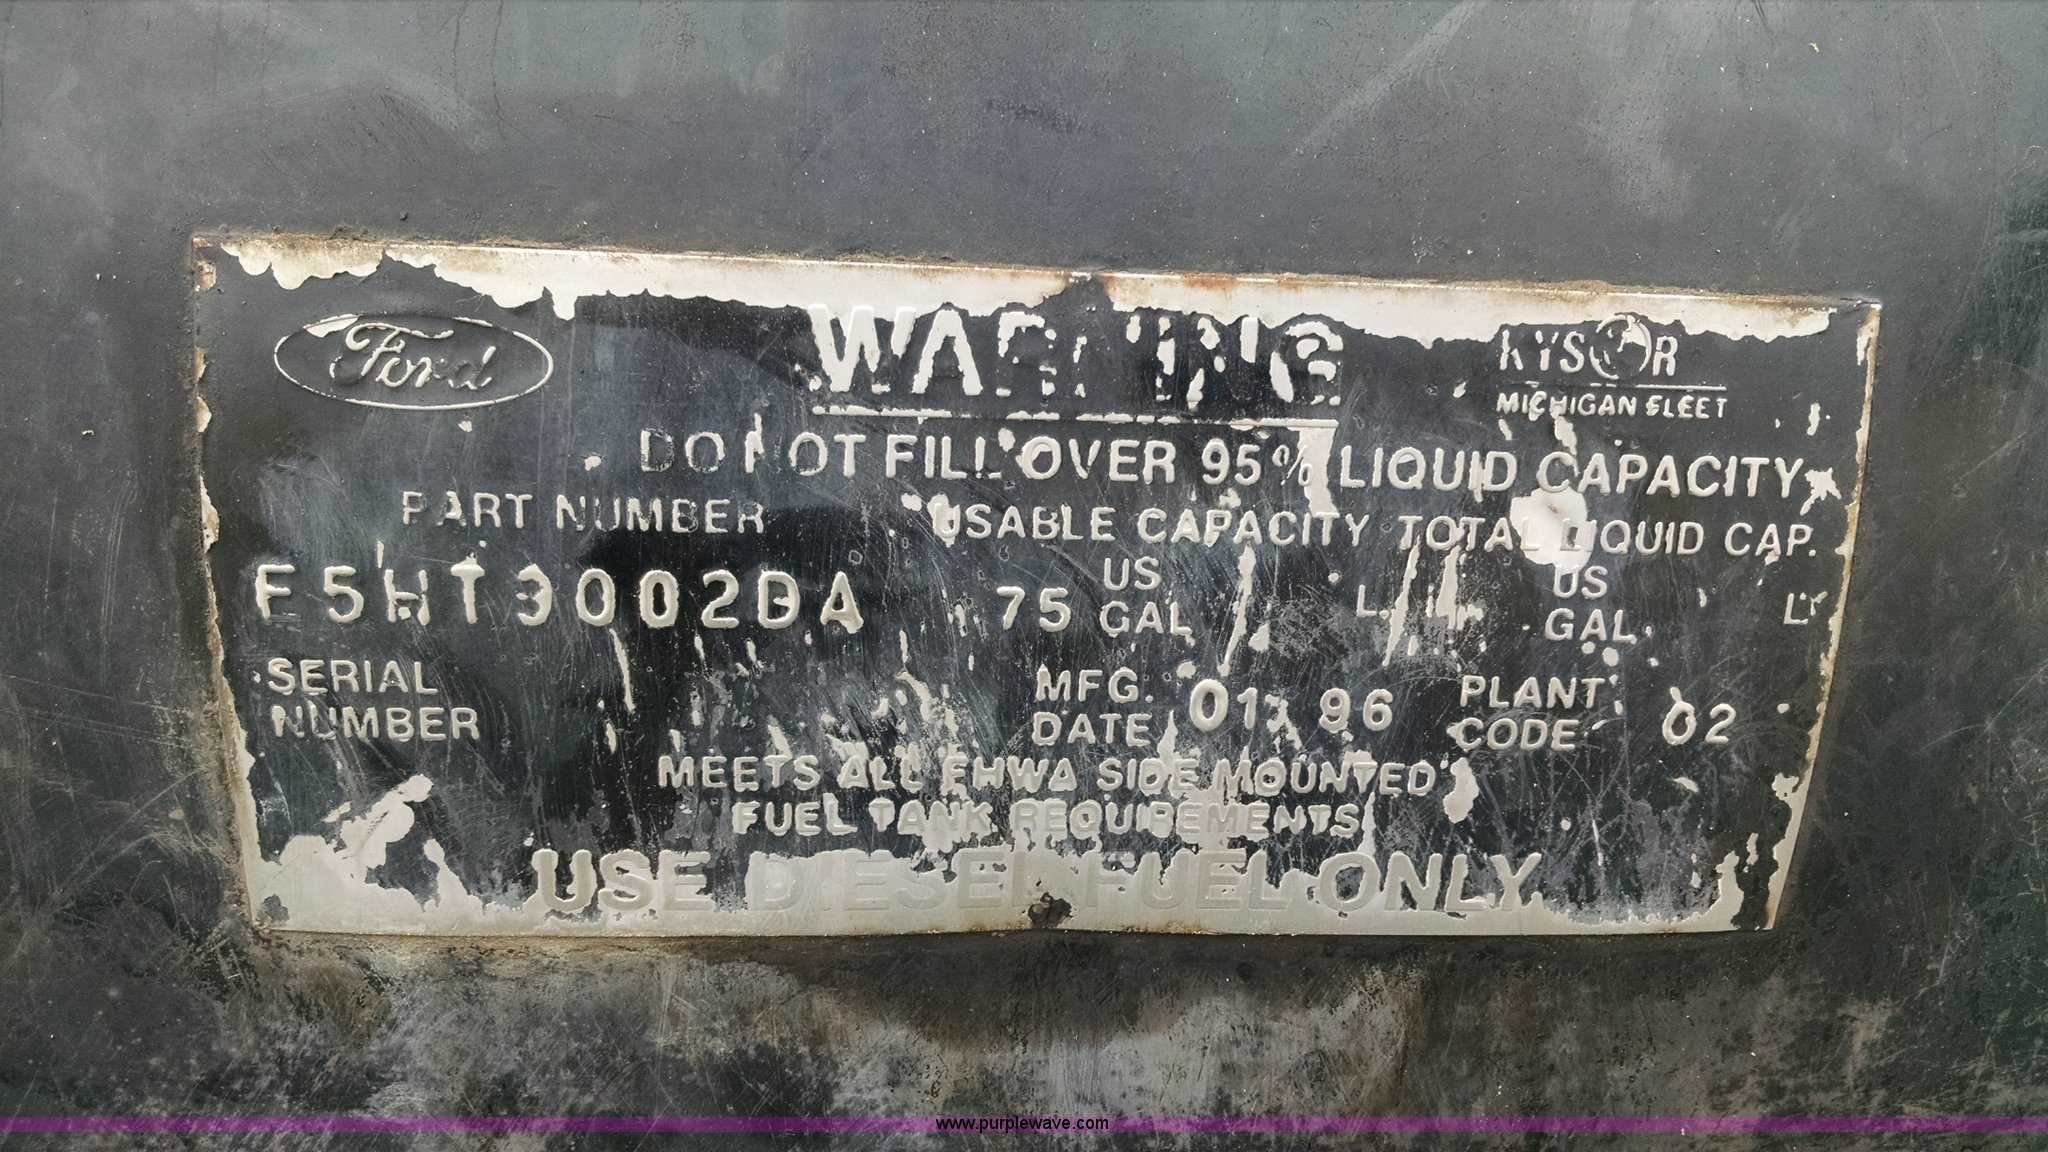 Ford
WARNING
KYSOR
MICHIGAN FLEET
DO NOT FILL OVER 95% LIQUID CAPACITY
PART NUMBER
USABLE CAPACITY TOTAL LIQUID CAP.
F5HT9002DA
75 US GAL L. US GAL. L.
SERIAL NUMBER
MFG. DATE 01 96
PLANT CODE 02
MEETS ALL FHWA SIDE MOUNTED
FUEL TANK REQUIREMENTS
USE DIESEL FUEL ONLY
www.purplewave.com